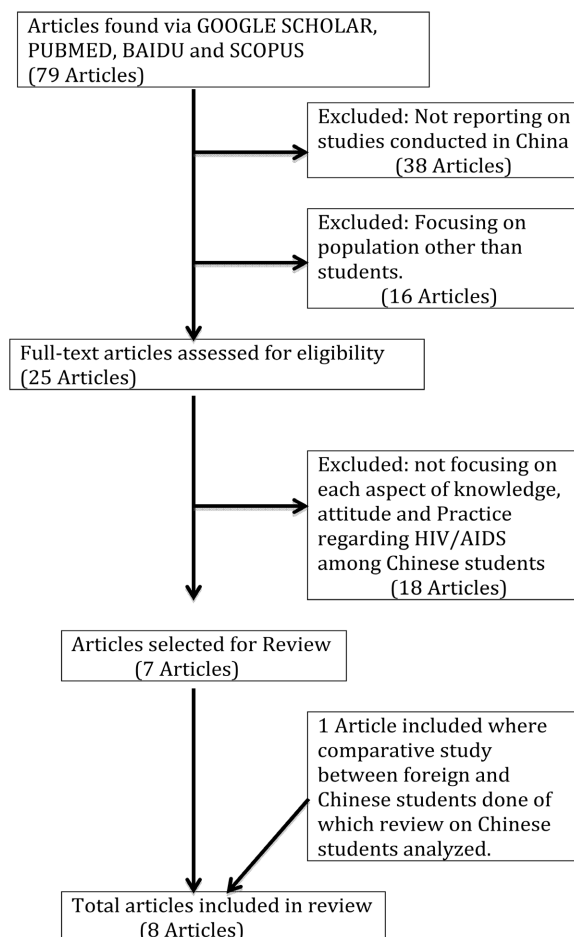 Articles found via GOOGLE SCHOLAR,
PUBMED, BAIDU and SCOPUS
(79 Articles)
Excluded: Not reporting on
studies conducted in China
(38 Articles)
Excluded: Focusing on
population other than
students.
(16 Articles)
Full-text articles assessed for eligibility
(25 Articles)
Excluded: not focusing on
each aspect of knowledge,
attitude and Practice
regarding HIV/AIDS
among Chinese students
(18 Articles)
Articles selected for Review
(7 Articles)
1 Article included where
comparative study
between foreign and
Chinese students done of
which review on Chinese
students analyzed.
Total articles included in review
(8 Articles)